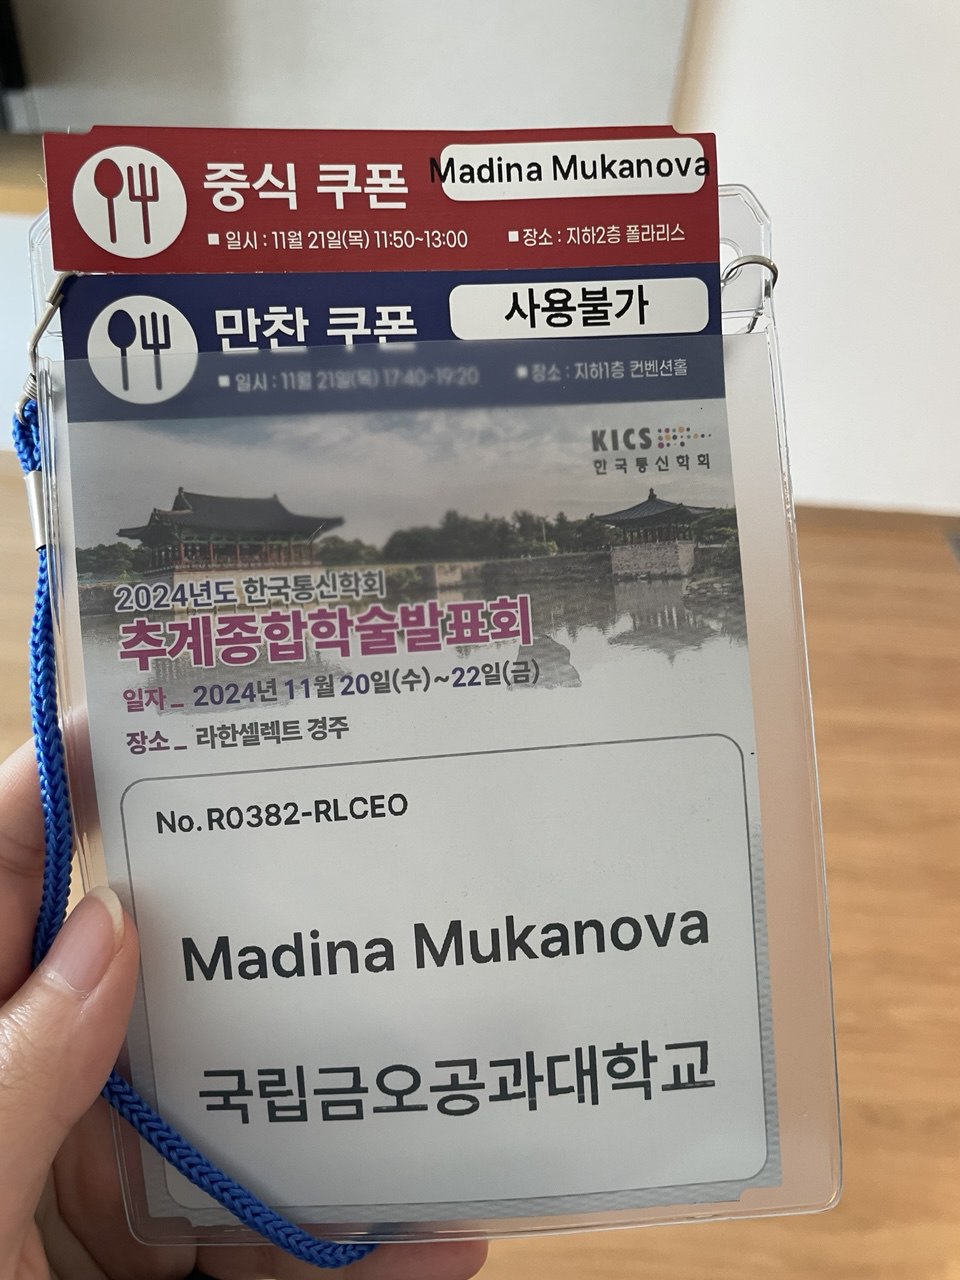 중식 쿠폰
Madina Mukanova
■ 일시 : 11월 21일(목) 11:50~13:00
■ 장소 : 지하2층 폴라리스
만찬 쿠폰
사용불가
■ 일시 : 11월 21일(목) 17:40~19:20
■ 장소 : 지하1층 컨벤션홀
KICS
한국통신학회
2024년도 한국통신학회
추계종합학술발표회
일자_ 2024년 11월 20일(수)~22일(금)
장소_ 라한셀렉트 경주
No.R0382-RLCEO
Madina Mukanova
국립금오공과대학교